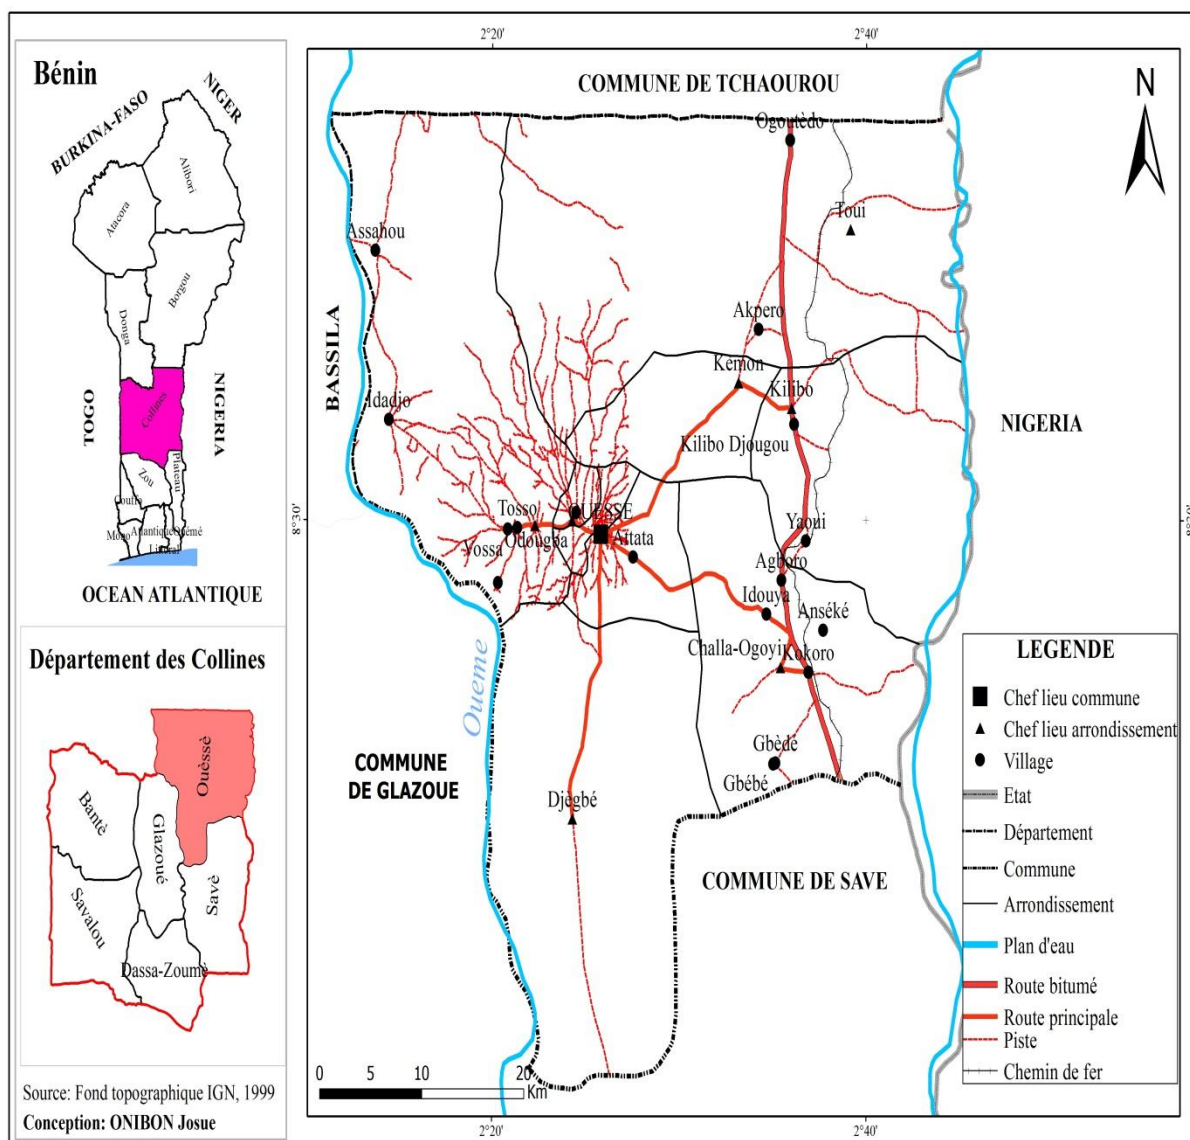 Bénin
BURKINA-FASO
NIGER
Alibori
Atacora
Borgou
Donga
TOGO
Collines
NIGERIA
Zou
Plateau
Couffo
Mono
Atlantique
Ouémé
Littoral
OCEAN ATLANTIQUE
Département des Collines
Ouèssè
Banté
Glazoué
Savalou
Savè
Dassa-Zoumè
Source: Fond topographique IGN, 1999
Conception: ONIBON Josue
2°20'
2°40'
COMMUNE DE TCHAOUROU
N
Ogoutèdo
Toui
Assahou
BASSILA
Akpero
Kemon
Kilibo
Idadjo
Kilibo Djougou
NIGERIA
8°30'
Tosso
OUESSE
Yaoui
Odougba
Attata
Vossa
Agboro
Idouya
Anséké
Challa-Ogoyi
Kokoro
Oueme
Gbèdè
Gbébé
COMMUNE
DE GLAZOUE
Djègbé
COMMUNE DE SAVE
0 5 10 20
Km
2°20'
2°40'
LEGENDE
Chef lieu commune
Chef lieu arrondissement
Village
Etat
Département
Commune
Arrondissement
Plan d'eau
Route bitumé
Route principale
Piste
Chemin de fer